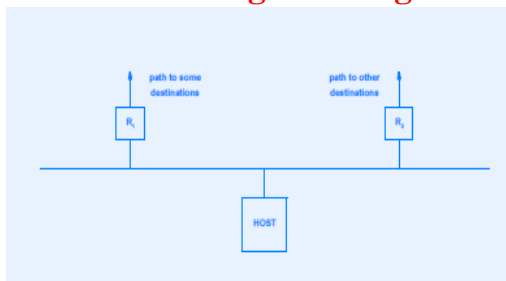 path to some
destinations
path to other
destinations
R1
R2
HOST